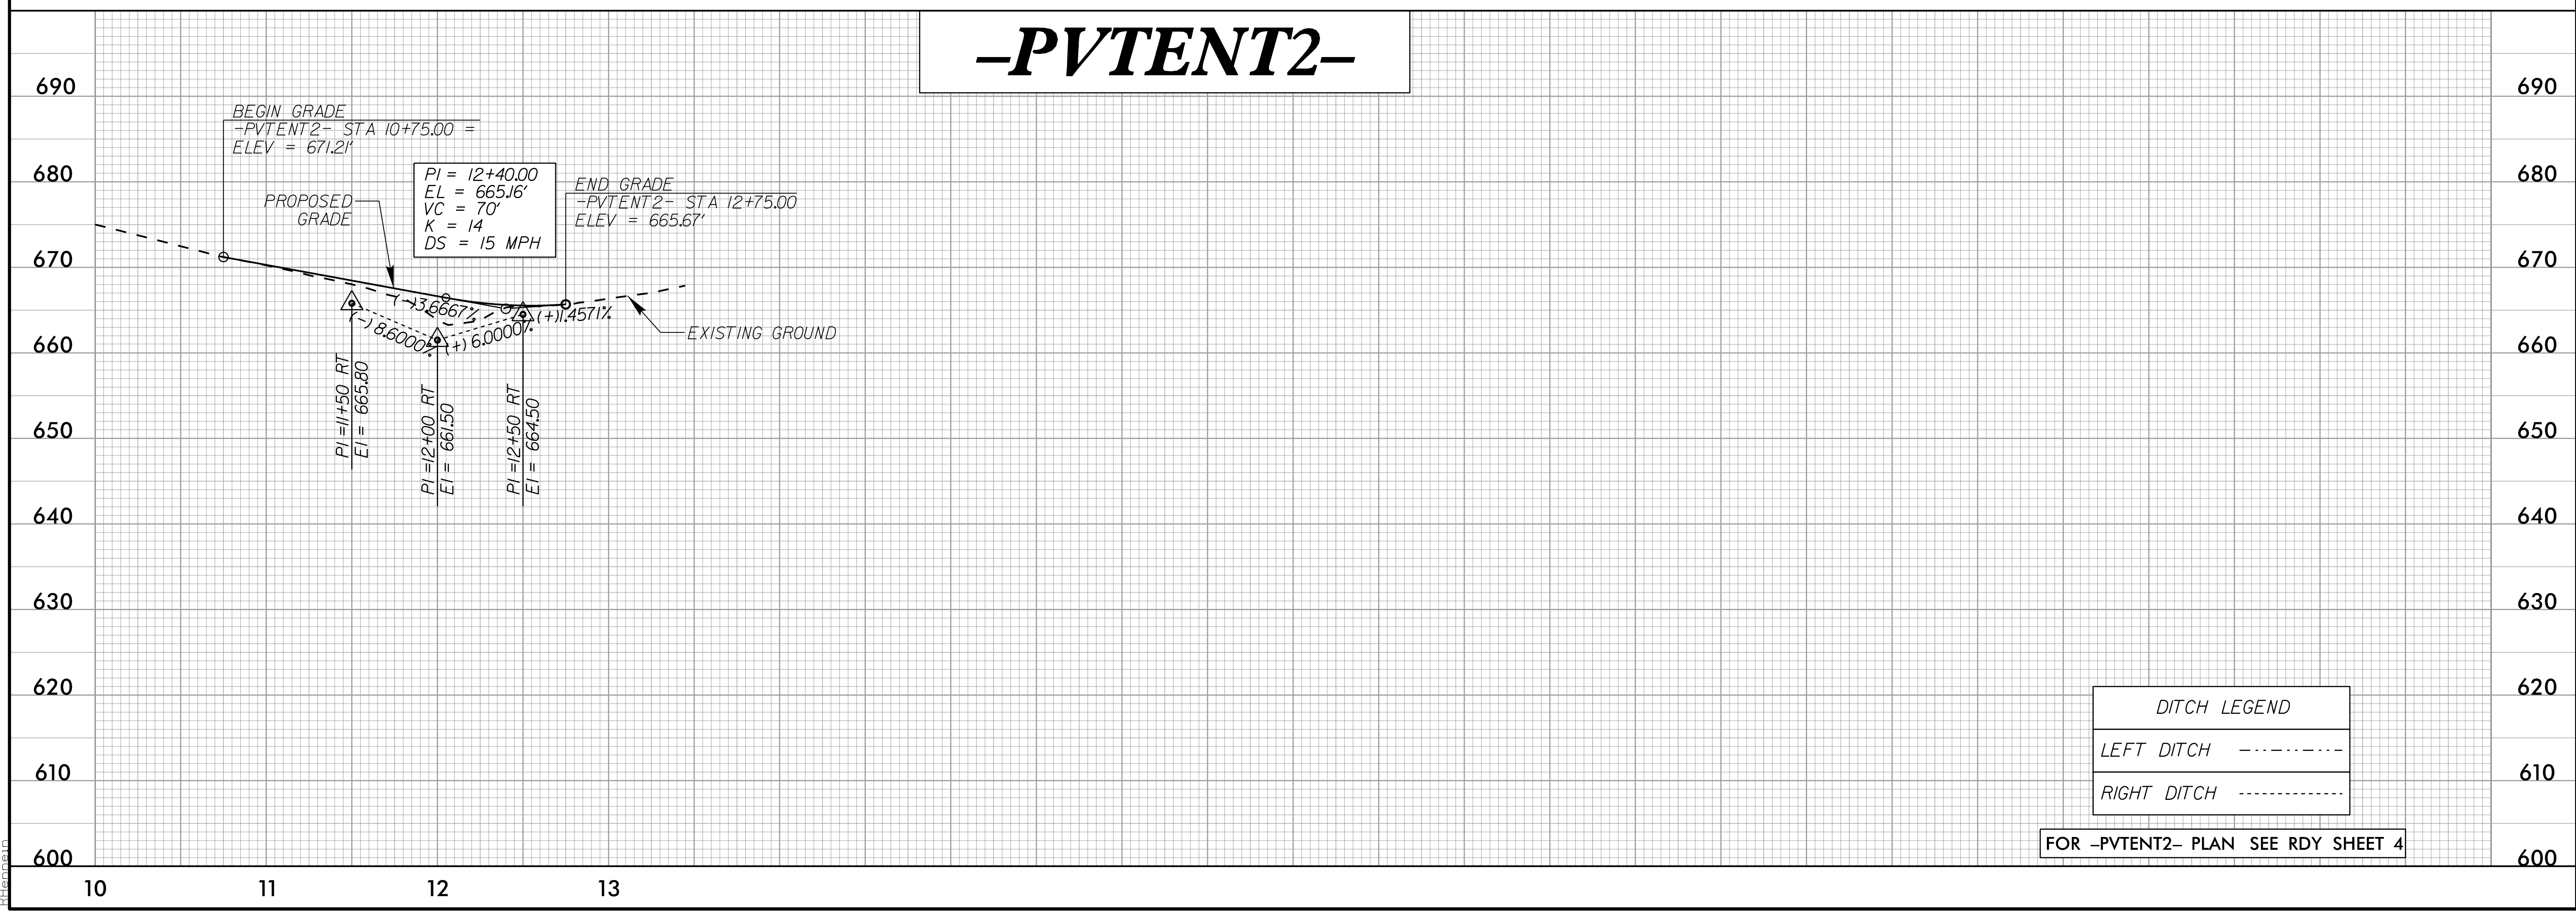 –PVTENT2–
690
690
BEGIN GRADE
-PVTENT2- STA 10+75.00 =
ELEV = 671.21'
680
680
PI = 12+40.00
EL = 665.16'
VC = 70'
K = 14
DS = 15 MPH
END GRADE
-PVTENT2- STA 12+75.00
ELEV = 665.67'
PROPOSED
GRADE
670
670
(-)3.6667%
(+)1.4571%
(-)8.6000%
(+)6.0000%
EXISTING GROUND
660
660
PI =11+50 RT
El = 665.80
PI =12+00 RT
El = 661.50
PI =12+50 RT
El = 664.50
650
650
640
640
630
630
620
620
DITCH LEGEND
LEFT DITCH
RIGHT DITCH
610
610
FOR –PVTENT2– PLAN SEE RDY SHEET 4
600
600
10
11
12
13